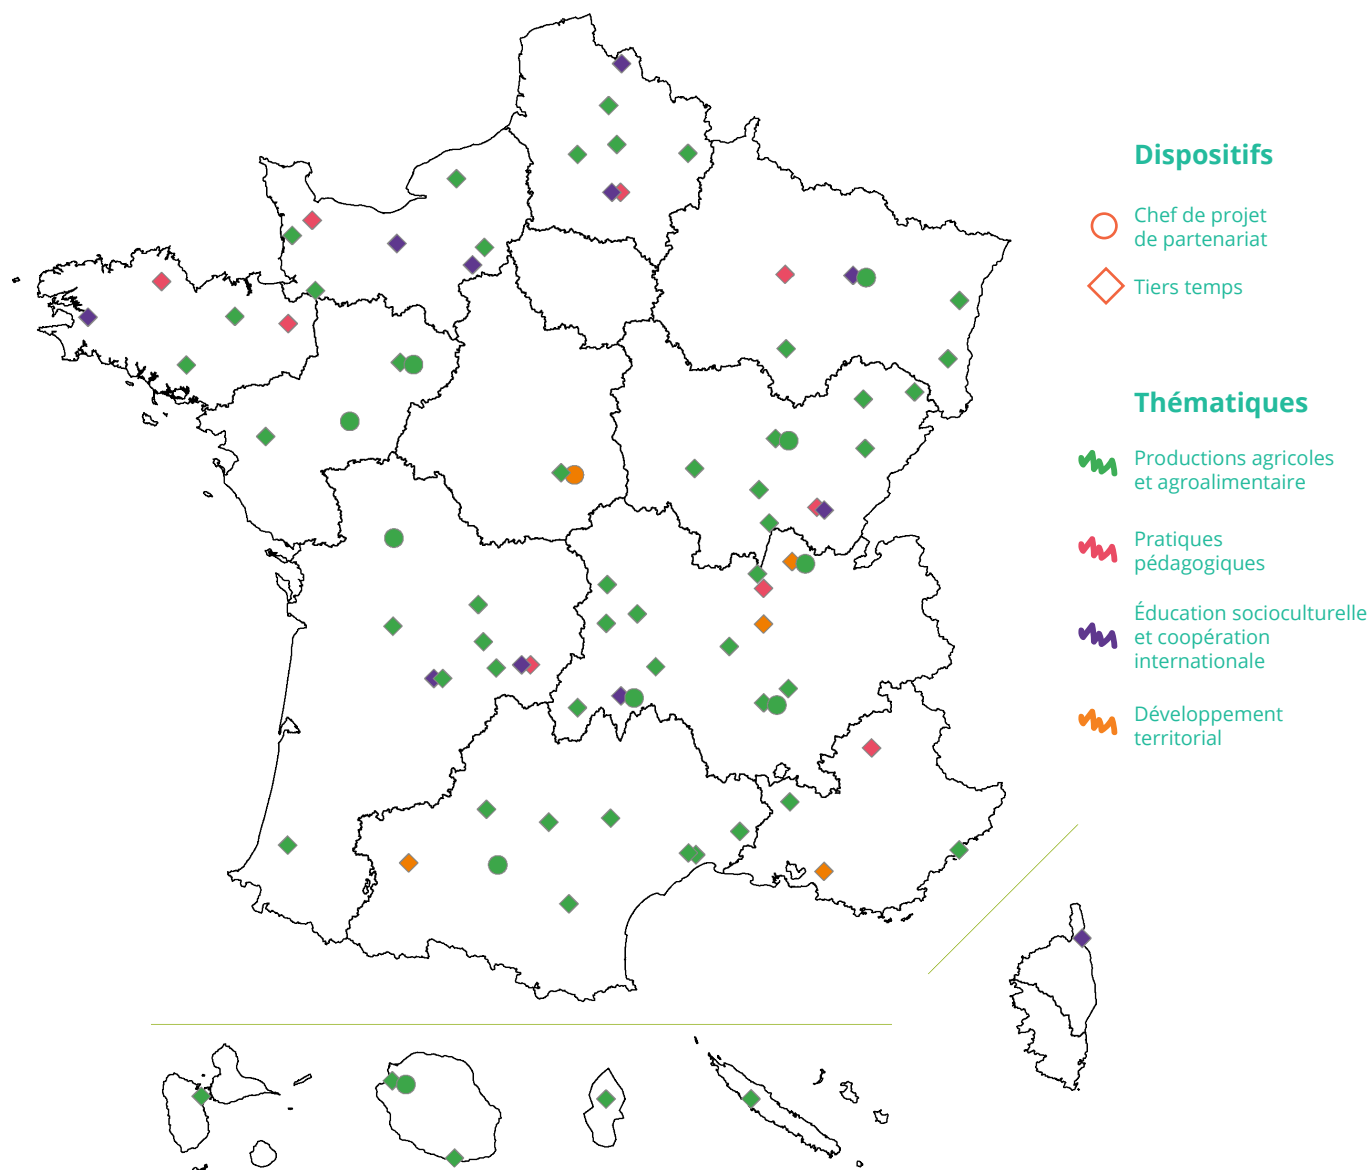 Dispositifs
Chef de projet
de partenariat
Tiers temps
Thématiques
Productions agricoles
et agroalimentaire
Pratiques
pédagogiques
Éducation socioculturelle
et coopération
internationale
Développement
territorial